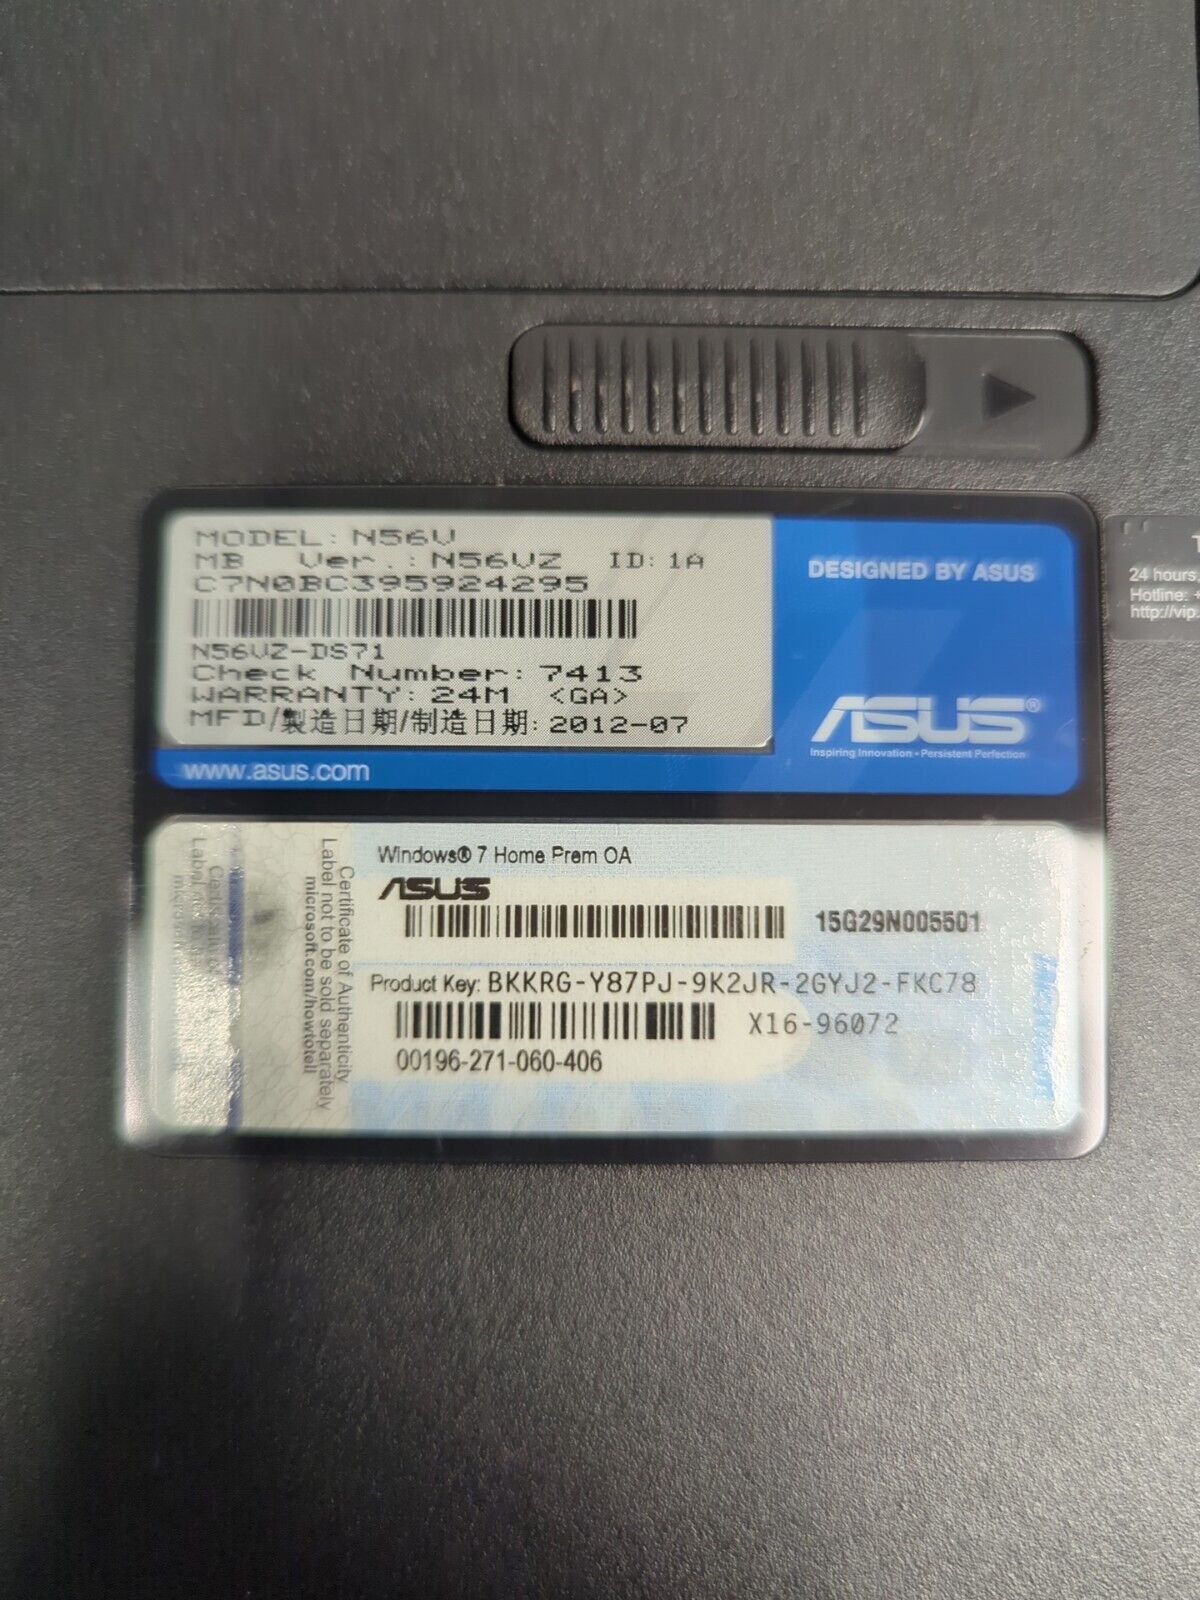 MODEL: N56V
MB Ver.: N56VZ ID: 1A
C7N0BC395924295
N56VZ-DS71
Check Number: 7413
WARRANTY: 24M <GA>
MFD/製造日期/制造日期: 2012-07
www.asus.com
DESIGNED BY ASUS
ASUS®
Inspiring Innovation • Persistent Perfection
24 hours,
Hotline: +
http://vip.
Certificate of Authenticity
Label not to be sold separately
microsoft.com/howtotell
Windows® 7 Home Prem OA
ASUS
15G29N005501
Product Key: BKKRG-Y87PJ-9K2JR-2GYJ2-FKC78
X16-96072
00196-271-060-406